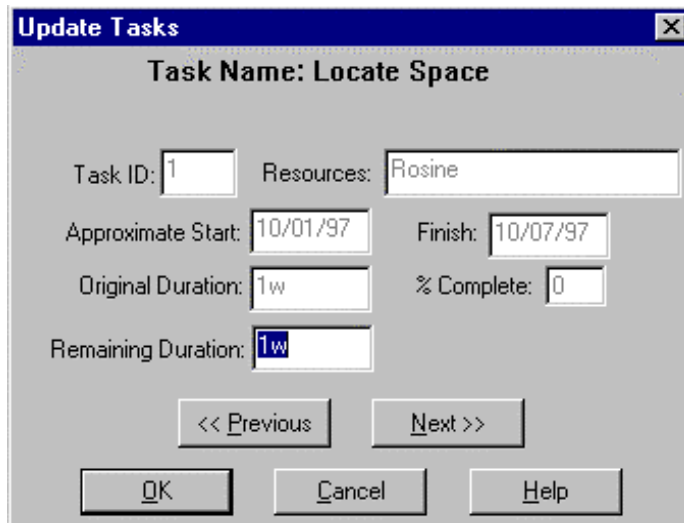 Update Tasks
Task Name: Locate Space
Task ID: 1 Resources: Rosine
Approximate Start: 10/01/97 Finish: 10/07/97
Original Duration: 1w % Complete: 0
Remaining Duration: 1w
<< Previous Next >>
OK Cancel Help